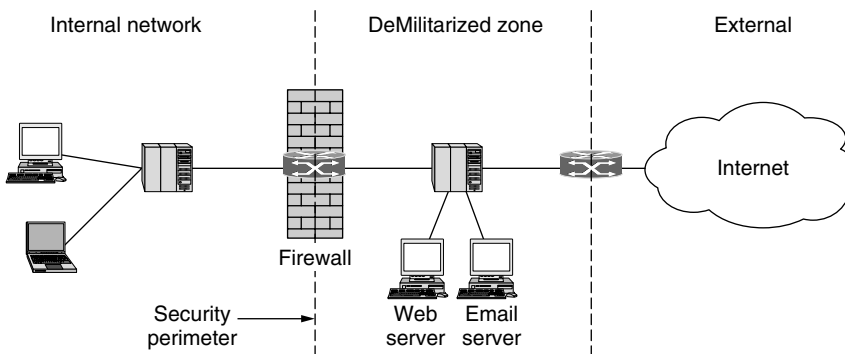 Internal network
DeMilitarized zone
External
Internet
Firewall
Security
perimeter
Web
server
Email
server